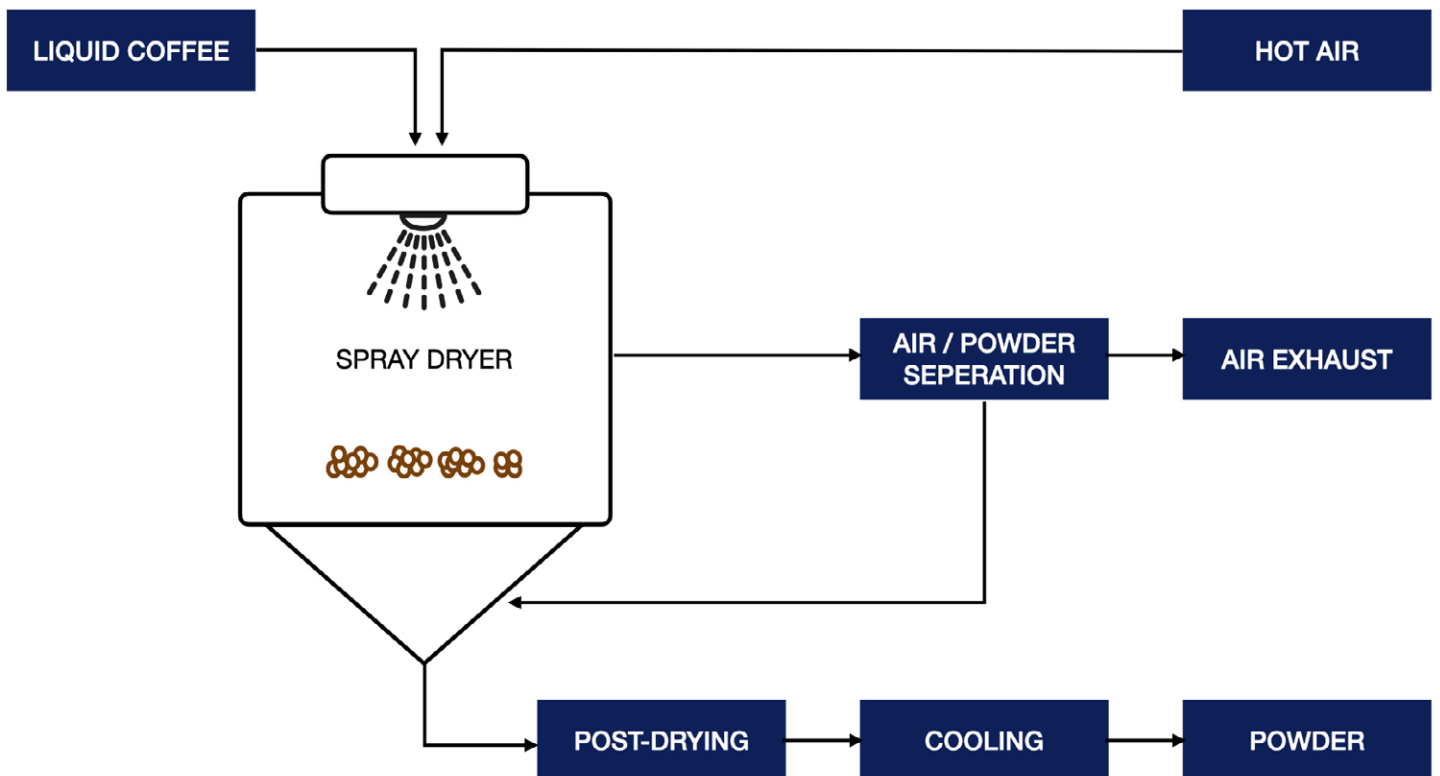 LIQUID COFFEE
HOT AIR
SPRAY DRYER
AIR / POWDER
SEPERATION
AIR EXHAUST
POST-DRYING
COOLING
POWDER